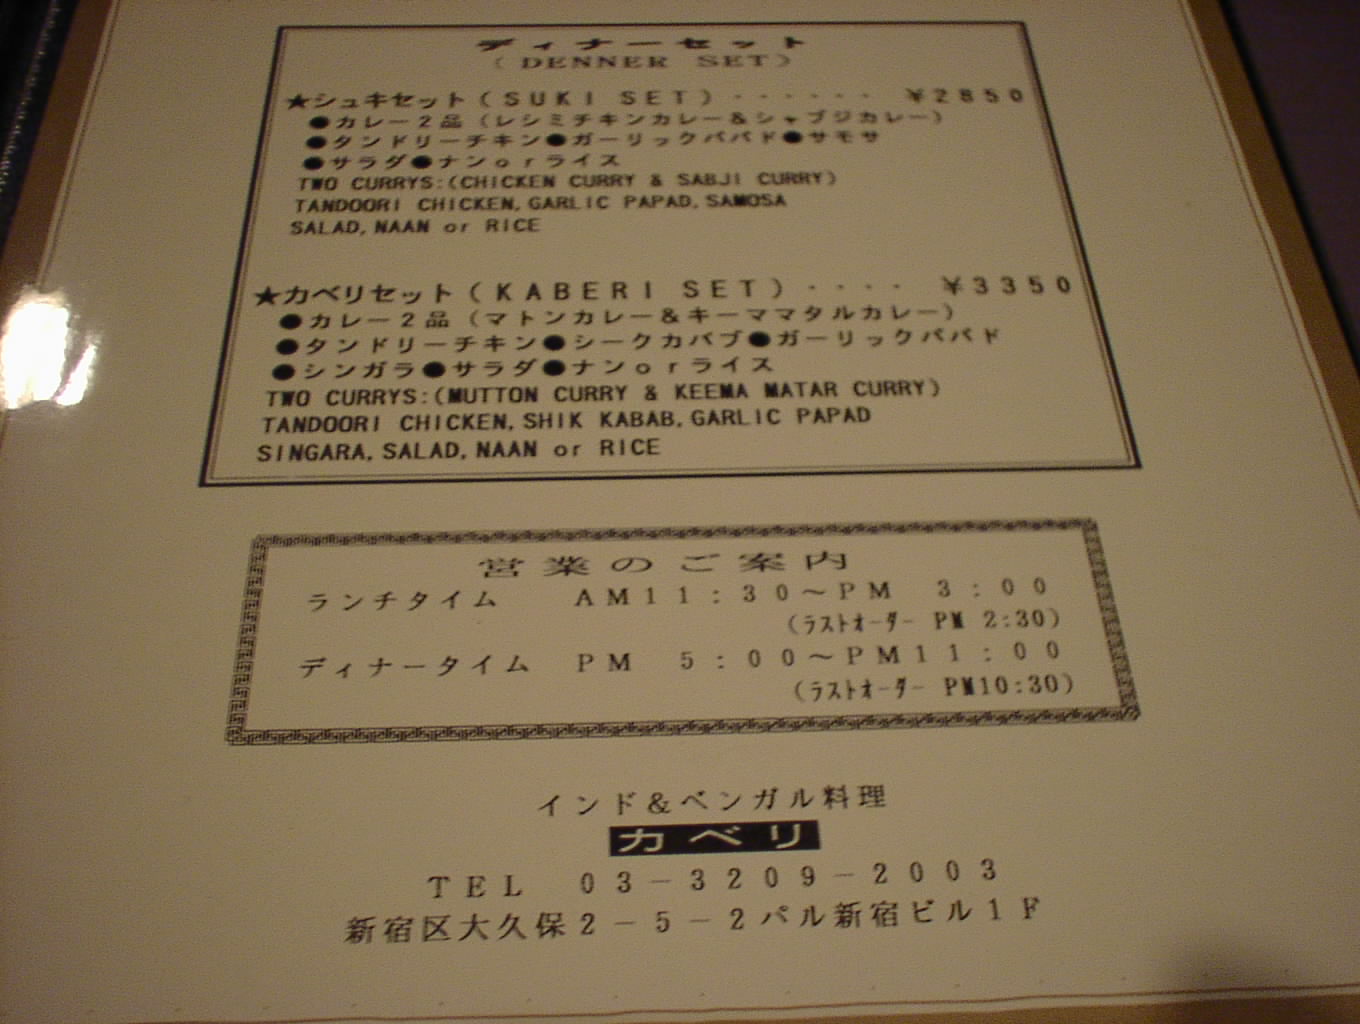 ディナーセット
(DENNER SET)
★シュキセット(SUKI SET)・・・・・・ ¥2850
●カレー2品(レシミチキンカレー&シャブジカレー)
●タンドリーチキン●ガーリックパパド●サモサ
●サラダ●ナンorライス
TWO CURRYS:(CHICKEN CURRY & SABJI CURRY)
TANDOORI CHICKEN,GARLIC PAPAD,SAMOSA
SALAD,NAAN or RICE
★カベリセット(KABERI SET)・・・・ ¥3350
●カレー2品(マトンカレー&キーママタルカレー)
●タンドリーチキン●シークカバブ●ガーリックパパド
●シンガラ●サラダ●ナンorライス
TWO CURRYS:(MUTTON CURRY & KEEMA MATAR CURRY)
TANDOORI CHICKEN,SHIK KABAB,GARLIC PAPAD
SINGARA,SALAD,NAAN or RICE
営業のご案内
ランチタイム AM11:30~PM 3:00
(ラストオーダー PM 2:30)
ディナータイム PM 5:00~PM11:00
(ラストオーダー PM10:30)
インド&ベンガル料理
カベリ
TEL 03-3209-2003
新宿区大久保2-5-2パル新宿ビル1F